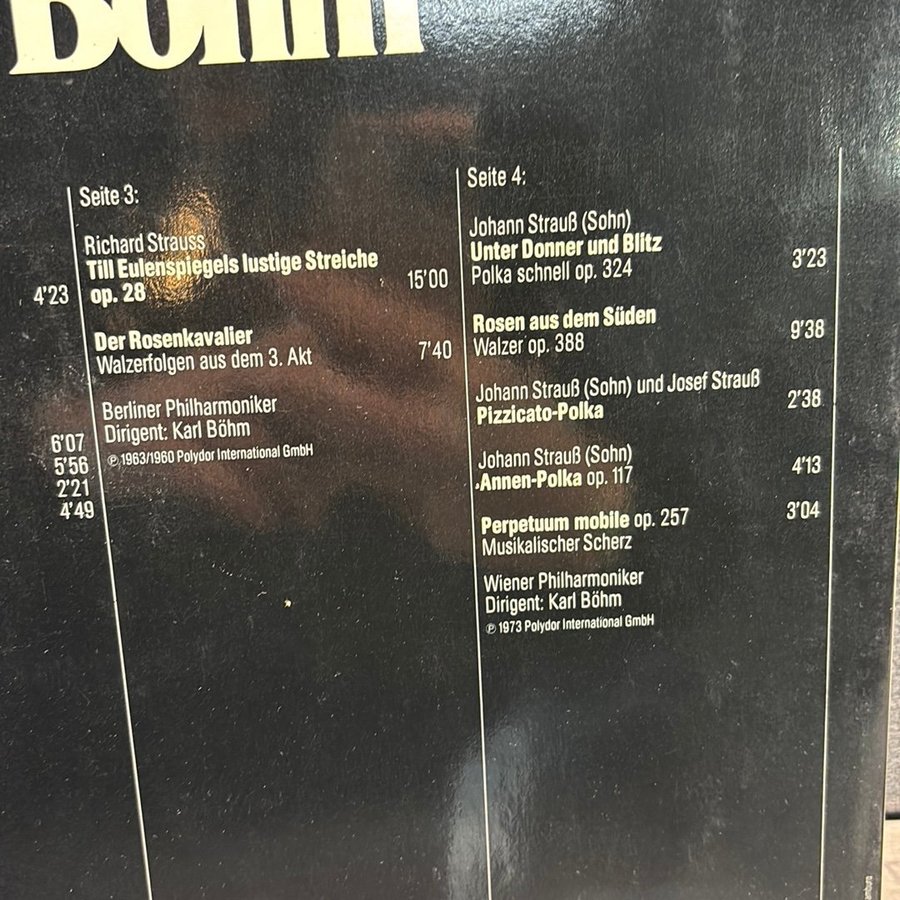 Böhm
4'23
6'07
5'56
2'21
4'49
Seite 3:
Richard Strauss
Till Eulenspiegels lustige Streiche
op. 28 15'00
Der Rosenkavalier
Walzerfolgen aus dem 3. Akt 7'40
Berliner Philharmoniker
Dirigent: Karl Böhm
℗ 1963/1960 Polydor International GmbH
Seite 4:
Johann Strauß (Sohn)
Unter Donner und Blitz
Polka schnell op. 324 3'23
Rosen aus dem Süden
Walzer op. 388 9'38
Johann Strauß (Sohn) und Josef Strauß
Pizzicato-Polka 2'38
Johann Strauß (Sohn)
Annen-Polka op. 117 4'13
Perpetuum mobile op. 257 3'04
Musikalischer Scherz
Wiener Philharmoniker
Dirigent: Karl Böhm
℗ 1973 Polydor International GmbH